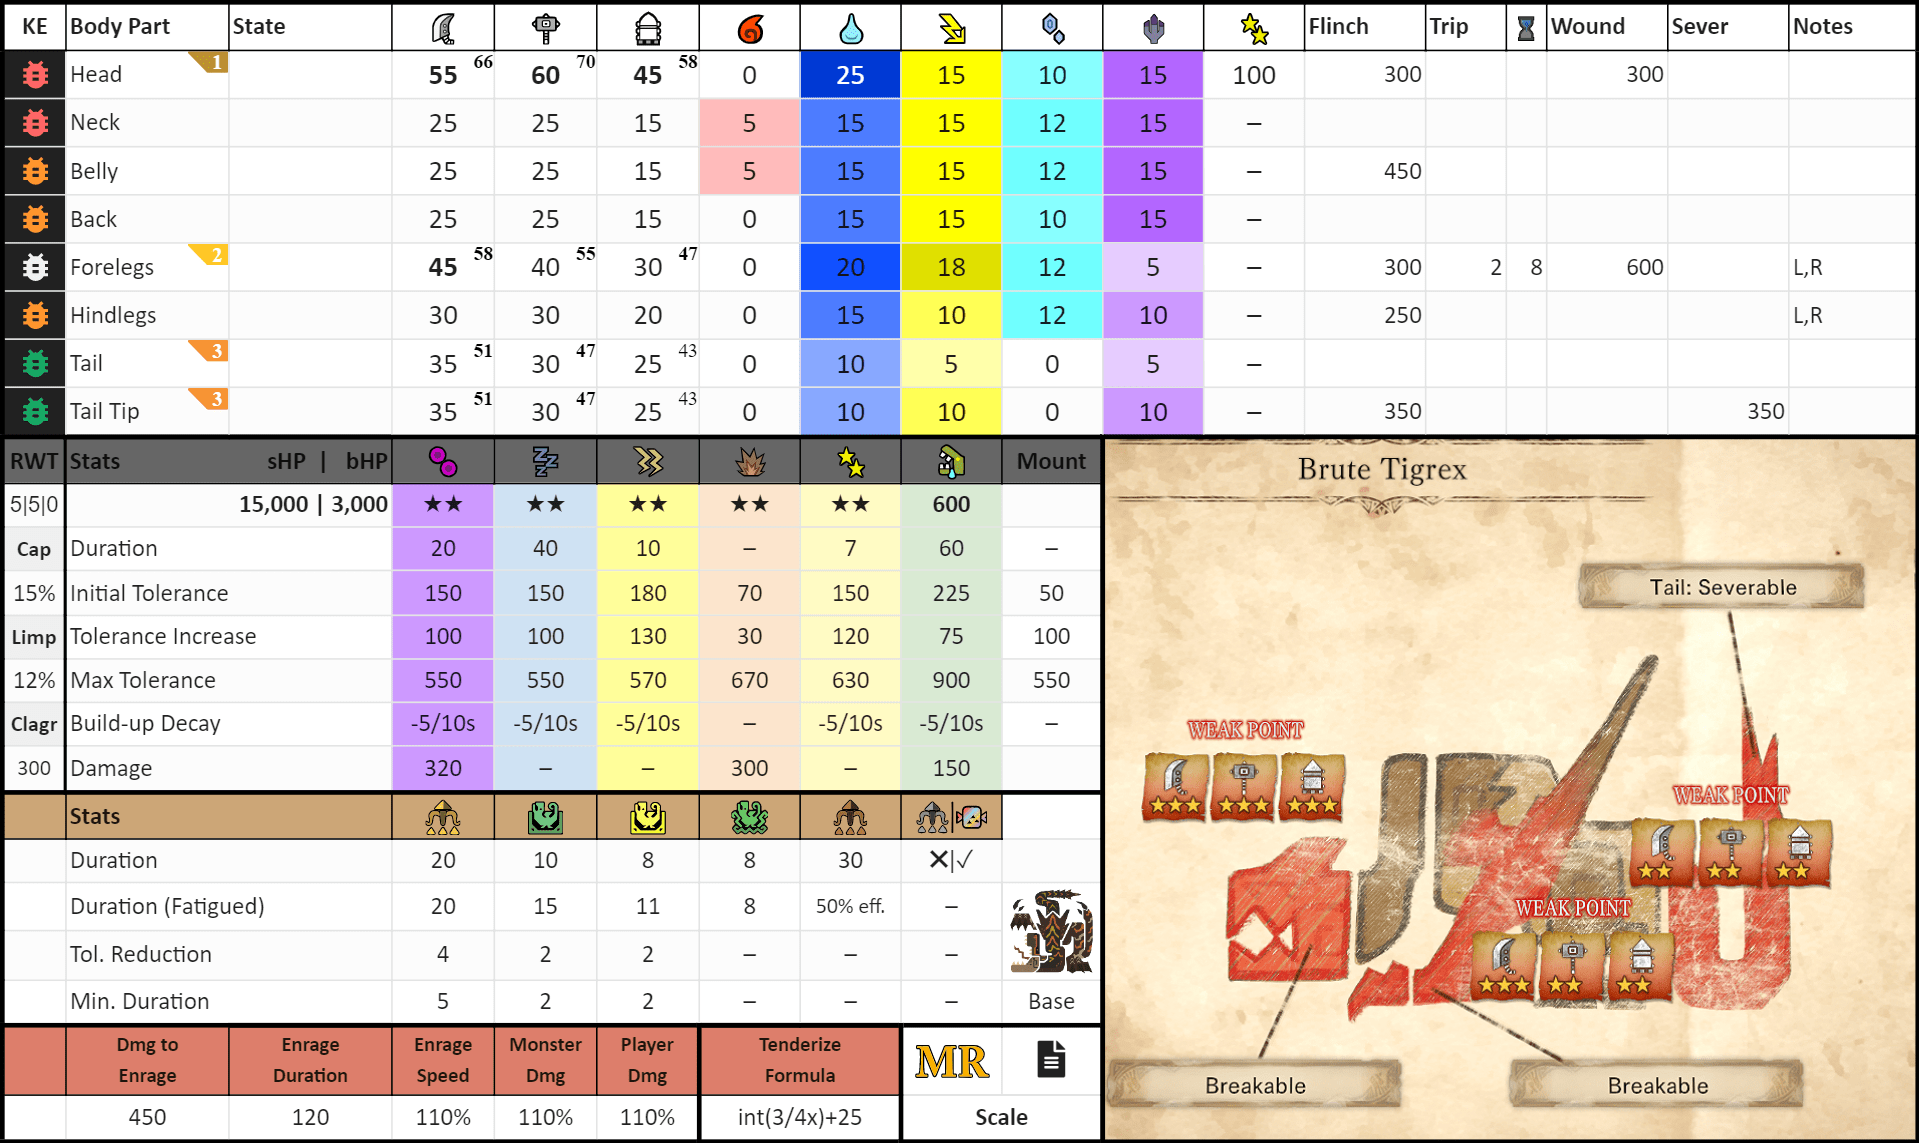 KE Body Part State Flinch Trip Wound Sever Notes
Head 1 55 66 60 70 45 58 0 25 15 10 15 100 300 300
Neck 25 25 15 5 15 15 12 15 –
Belly 25 25 15 5 15 15 12 15 – 450
Back 25 25 15 0 15 15 10 15 –
Forelegs 2 45 58 40 55 30 47 0 20 18 12 5 – 300 2 8 600 L,R
Hindlegs 30 30 20 0 15 10 12 10 – 250 L,R
Tail 3 35 51 30 47 25 43 0 10 5 0 5 –
Tail Tip 3 35 51 30 47 25 43 0 10 10 0 10 – 350 350
RWT Stats sHP | bHP Mount
5|5|0 15,000 | 3,000 ★★ ★★ ★★ ★★ ★★ 600
Cap Duration 20 40 10 – 7 60 –
15% Initial Tolerance 150 150 180 70 150 225 50
Limp Tolerance Increase 100 100 130 30 120 75 100
12% Max Tolerance 550 550 570 670 630 900 550
Clagr Build-up Decay -5/10s -5/10s -5/10s – -5/10s -5/10s –
300 Damage 320 – – 300 – 150
Stats
Duration 20 10 8 8 30 ✕|✓
Duration (Fatigued) 20 15 11 8 50% eff. –
Tol. Reduction 4 2 2 – – –
Min. Duration 5 2 2 – – – Base
Dmg to Enrage
Enrage Duration
Enrage Speed
Monster Dmg
Player Dmg
Tenderize Formula
MR
450 120 110% 110% 110% int(3/4x)+25 Scale
Brute Tigrex
Tail: Severable
WEAK POINT
WEAK POINT
WEAK POINT
Breakable
Breakable